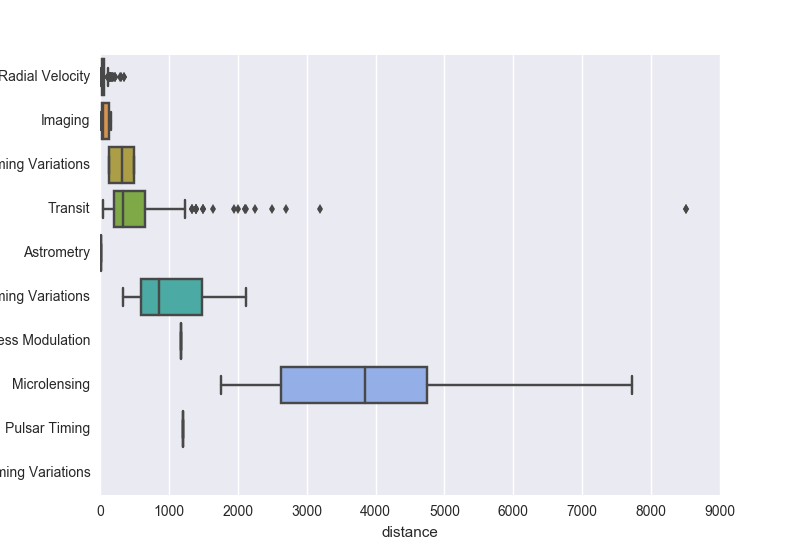 Radial Velocity
Imaging
ming Variations
Transit
Astrometry
ming Variations
ess Modulation
Microlensing
Pulsar Timing
ming Variations
0 1000 2000 3000 4000 5000 6000 7000 8000 9000
distance